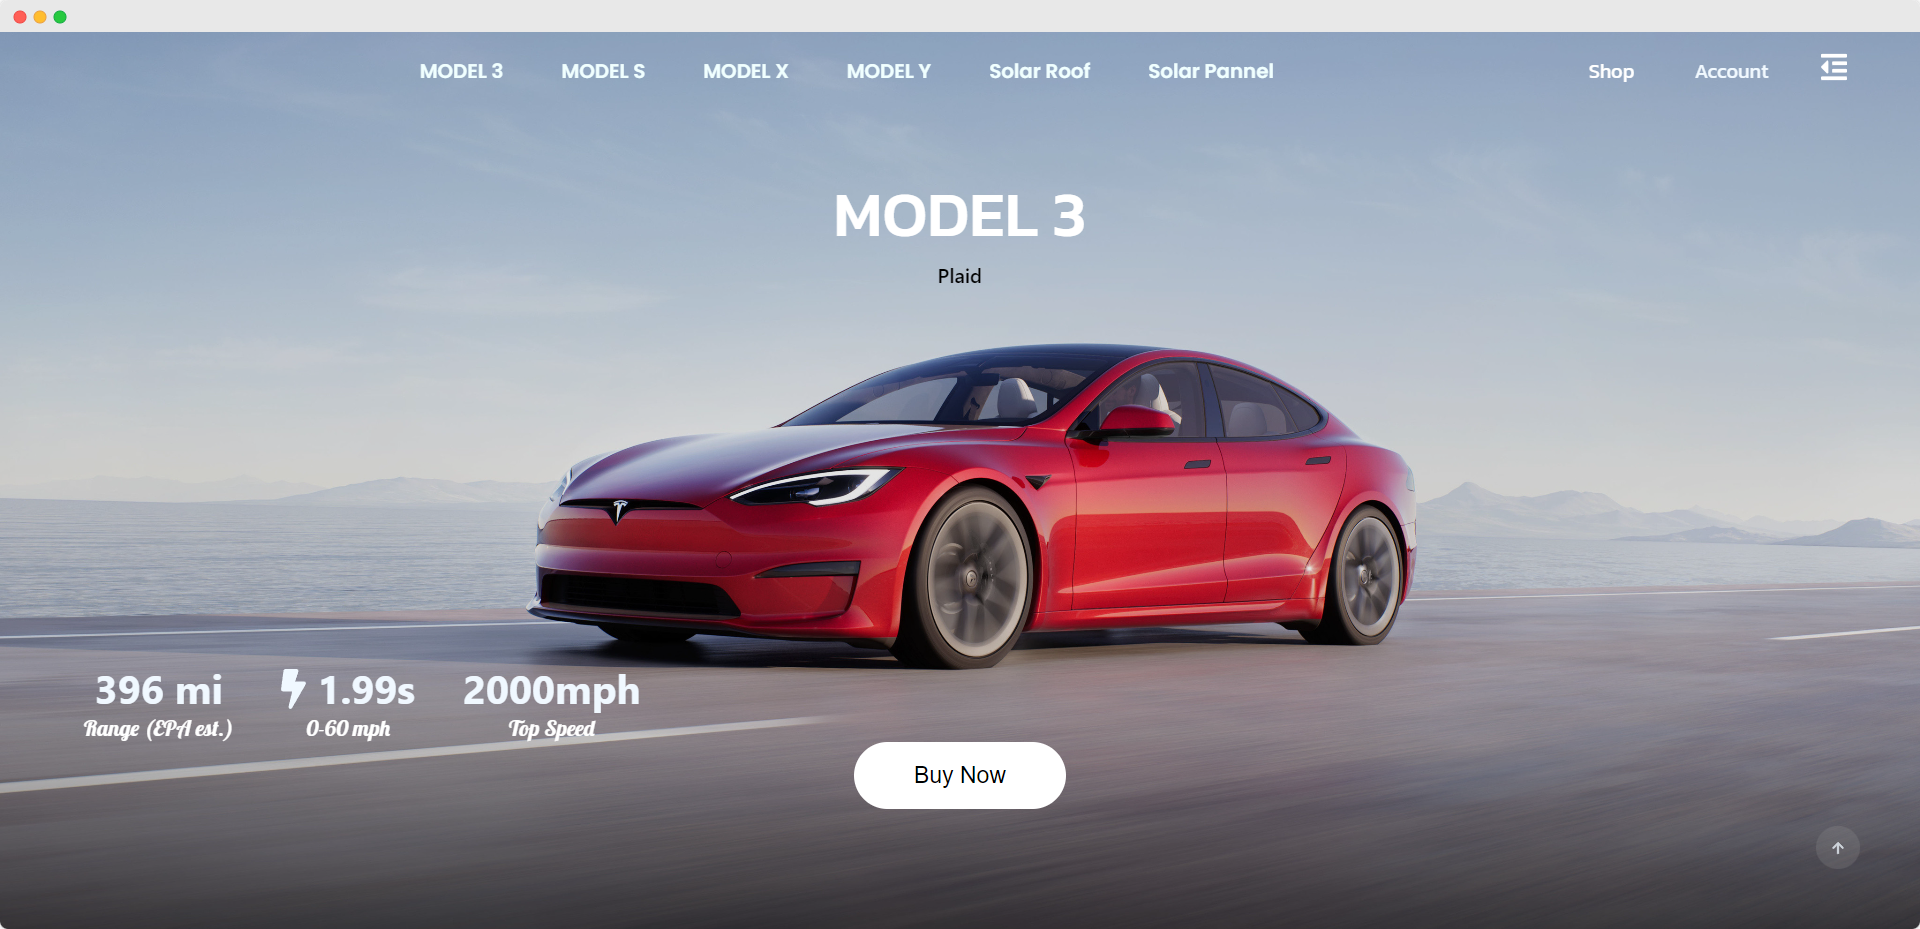 MODEL 3 MODEL S MODEL X MODEL Y Solar Roof Solar Pannel Shop Account
MODEL 3
Plaid
396 mi 1.99s 2000mph
Range (EPA est.) 0-60 mph Top Speed
Buy Now